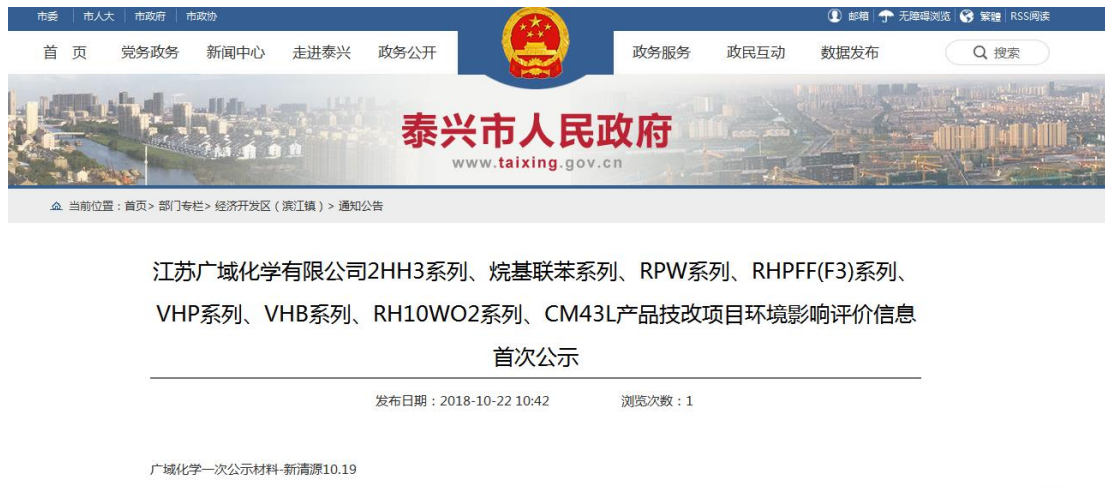 市委 市人大 市政府 市政协 邮箱 无障碍浏览 繁體 RSS阅读
首 页 党务政务 新闻中心 走进泰兴 政务公开 政务服务 政民互动 数据发布 搜索
泰兴市人民政府
www.taixing.gov.cn
当前位置：首页> 部门专栏> 经济开发区（滨江镇）> 通知公告
江苏广域化学有限公司2HH3系列、烷基联苯系列、RPW系列、RHPFF(F3)系列、
VHP系列、VHB系列、RH10WO2系列、CM43L产品技改项目环境影响评价信息
首次公示
发布日期：2018-10-22 10:42 浏览次数：1
广域化学一次公示材料-新清源10.19